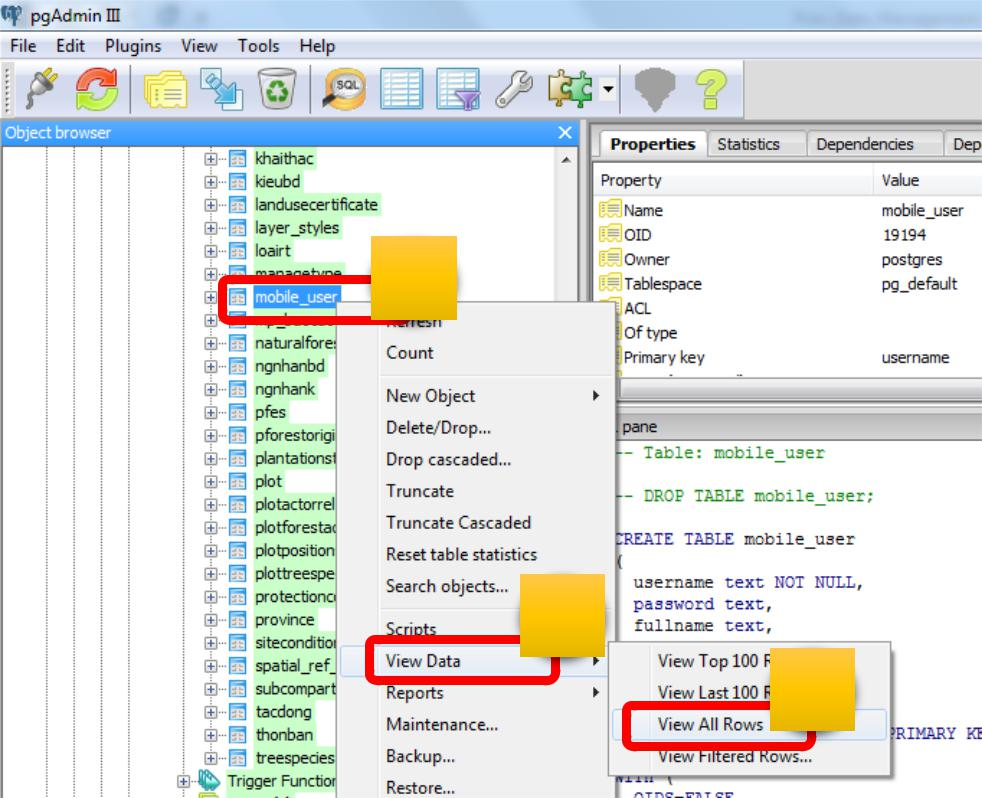 pgAdmin III
File Edit Plugins View Tools Help
SQL
Object browser
khaithac
kieubd
landusecertificate
layer_styles
loairt
managetype
mobile_user
naturalfores
ngnhanbd
ngnhank
pfes
pforestorigi
plantationst
plot
plotactorrel
plotforestac
plotposition
plottreespe
protectionco
province
sitecondition
spatial_ref_
subcompart
tacdong
thonban
treespecies
Trigger Function
Refresh
Count
New Object
Delete/Drop...
Drop cascaded...
Truncate
Truncate Cascaded
Reset table statistics
Search objects...
Scripts
View Data
Reports
Maintenance...
Backup...
Restore...
View Top 100 R
View Last 100 R
View All Rows
View Filtered Rows...
Properties Statistics Dependencies Dep
Property Value
Name mobile_user
OID 19194
Owner postgres
Tablespace pg_default
ACL
Of type
Primary key username
pane
-- Table: mobile_user
-- DROP TABLE mobile_user;
CREATE TABLE mobile_user
(
username text NOT NULL,
password text,
fullname text,
PRIMARY KE
WITH (
OIDS=FALSE